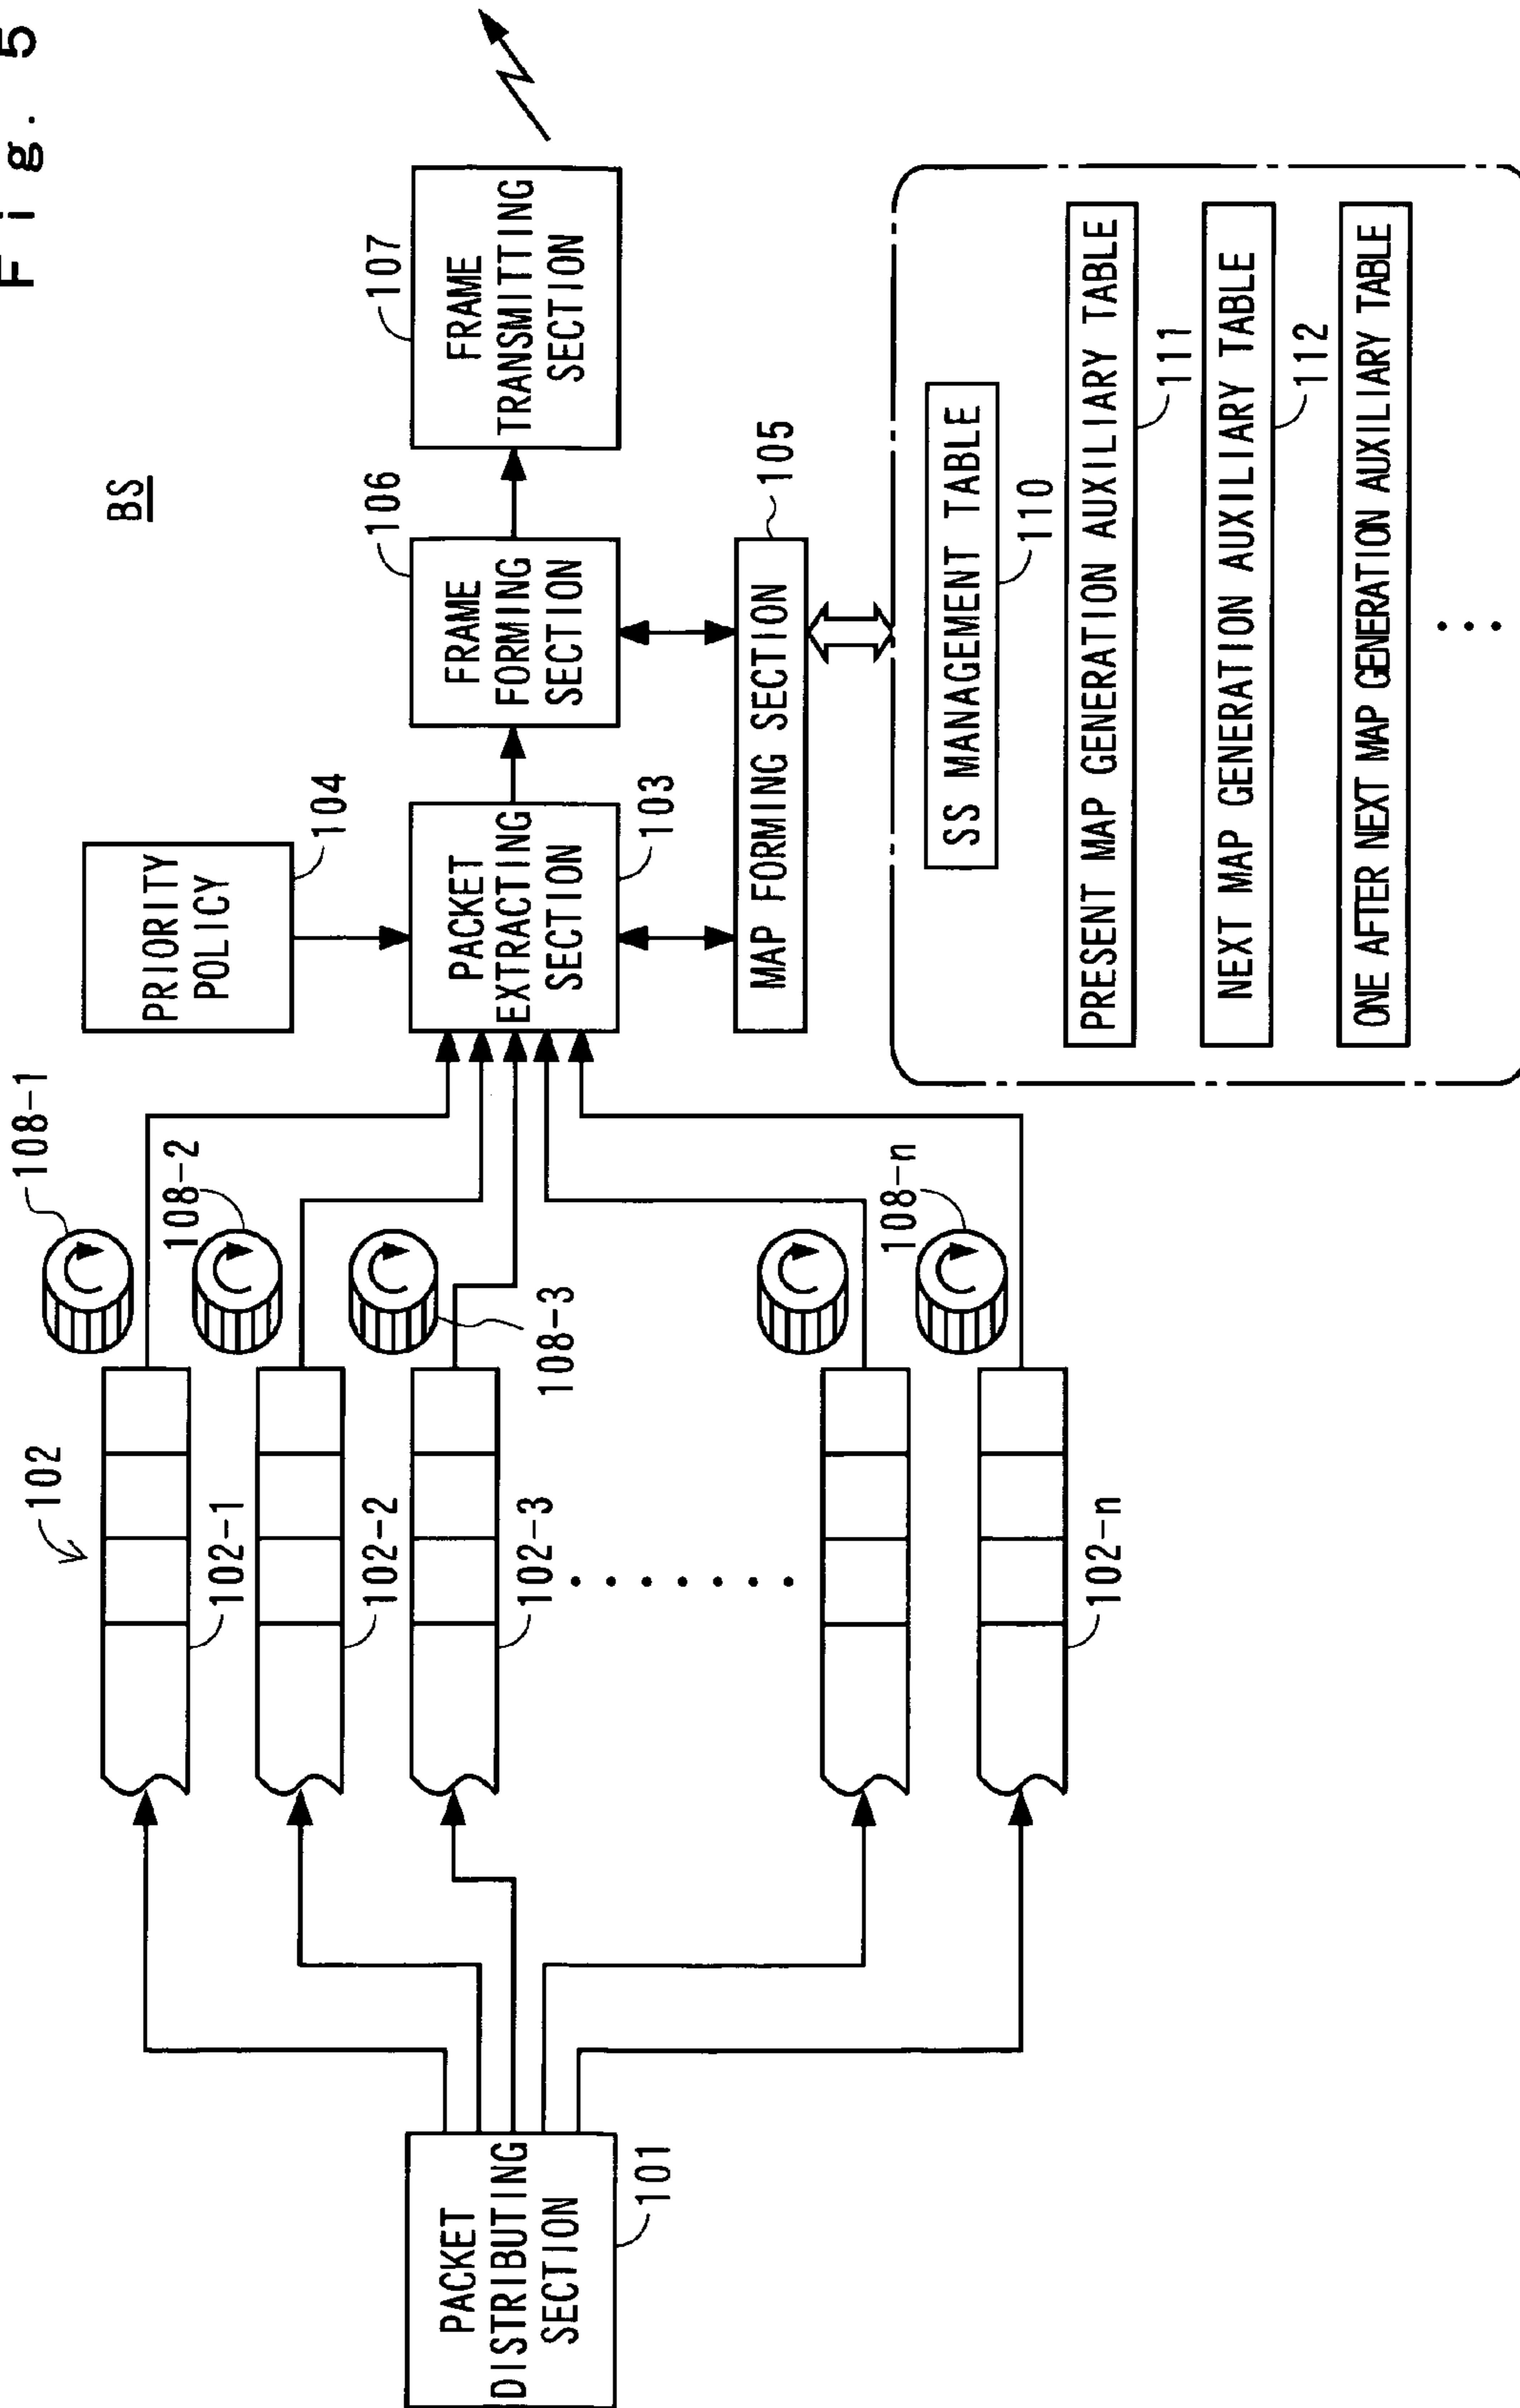 Fig. 5
BS
108-1
102
108-2
102-1
102-2
108-3
102-3
108-n
102-n
PACKET
DISTRIBUTING
SECTION
101
PRIORITY
POLICY
104
PACKET
EXTRACTING
SECTION
103
FRAME
FORMING
SECTION
106
FRAME
TRANSMITTING
SECTION
107
MAP FORMING SECTION
105
SS MANAGEMENT TABLE
110
PRESENT MAP GENERATION AUXILIARY TABLE
111
NEXT MAP GENERATION AUXILIARY TABLE
112
ONE AFTER NEXT MAP GENERATION AUXILIARY TABLE